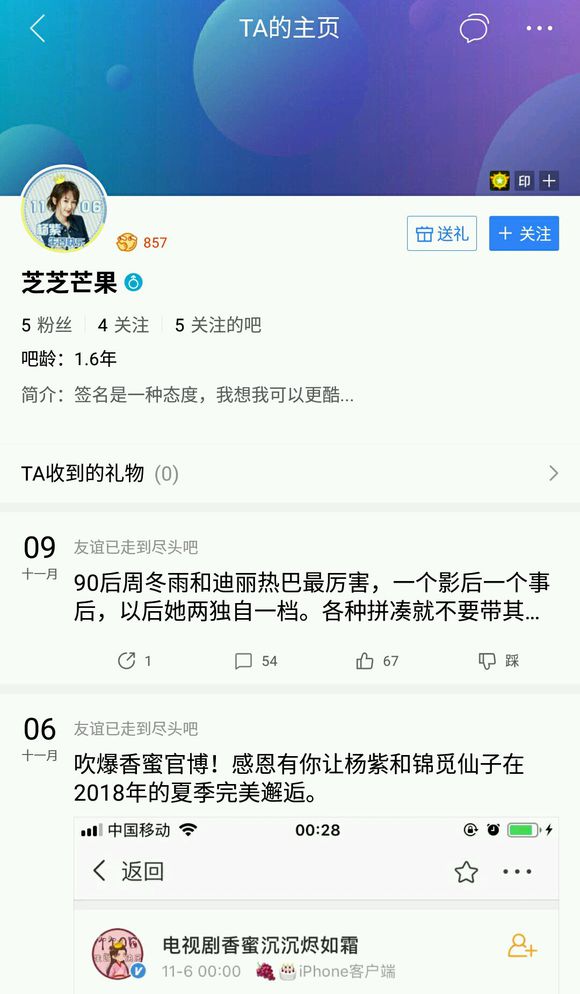 TA的主页
印
11 06
杨紫
857
送礼
关注
芝芝芒果
5 粉丝 4 关注 5 关注的吧
吧龄：1.6年
简介：签名是一种态度，我想我可以更酷...
TA收到的礼物 (0)
09
十一月
友谊已走到尽头吧
90后周冬雨和迪丽热巴最厉害，一个影后一个事
后，以后她两独自一档。各种拼凑就不要带其...
1 54 67 踩
06
十一月
友谊已走到尽头吧
吹爆香蜜官博！感恩有你让杨紫和锦觅仙子在
2018年的夏季完美邂逅。
中国移动 00:28
返回
电视剧香蜜沉沉烬如霜
11-6 00:00 iPhone客户端